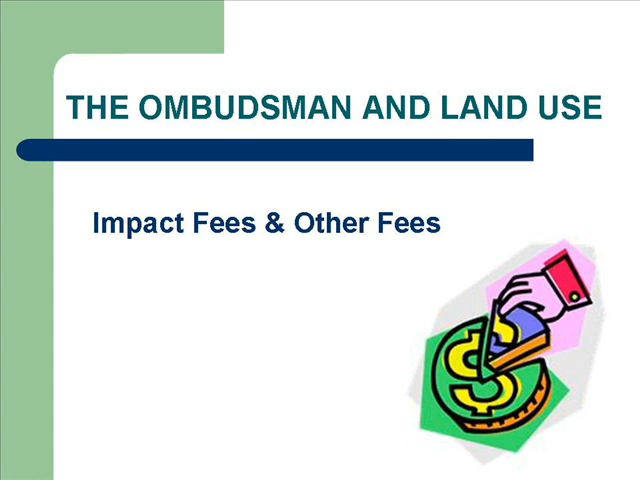 THE OMBUDSMAN AND LAND USE
Impact Fees & Other Fees